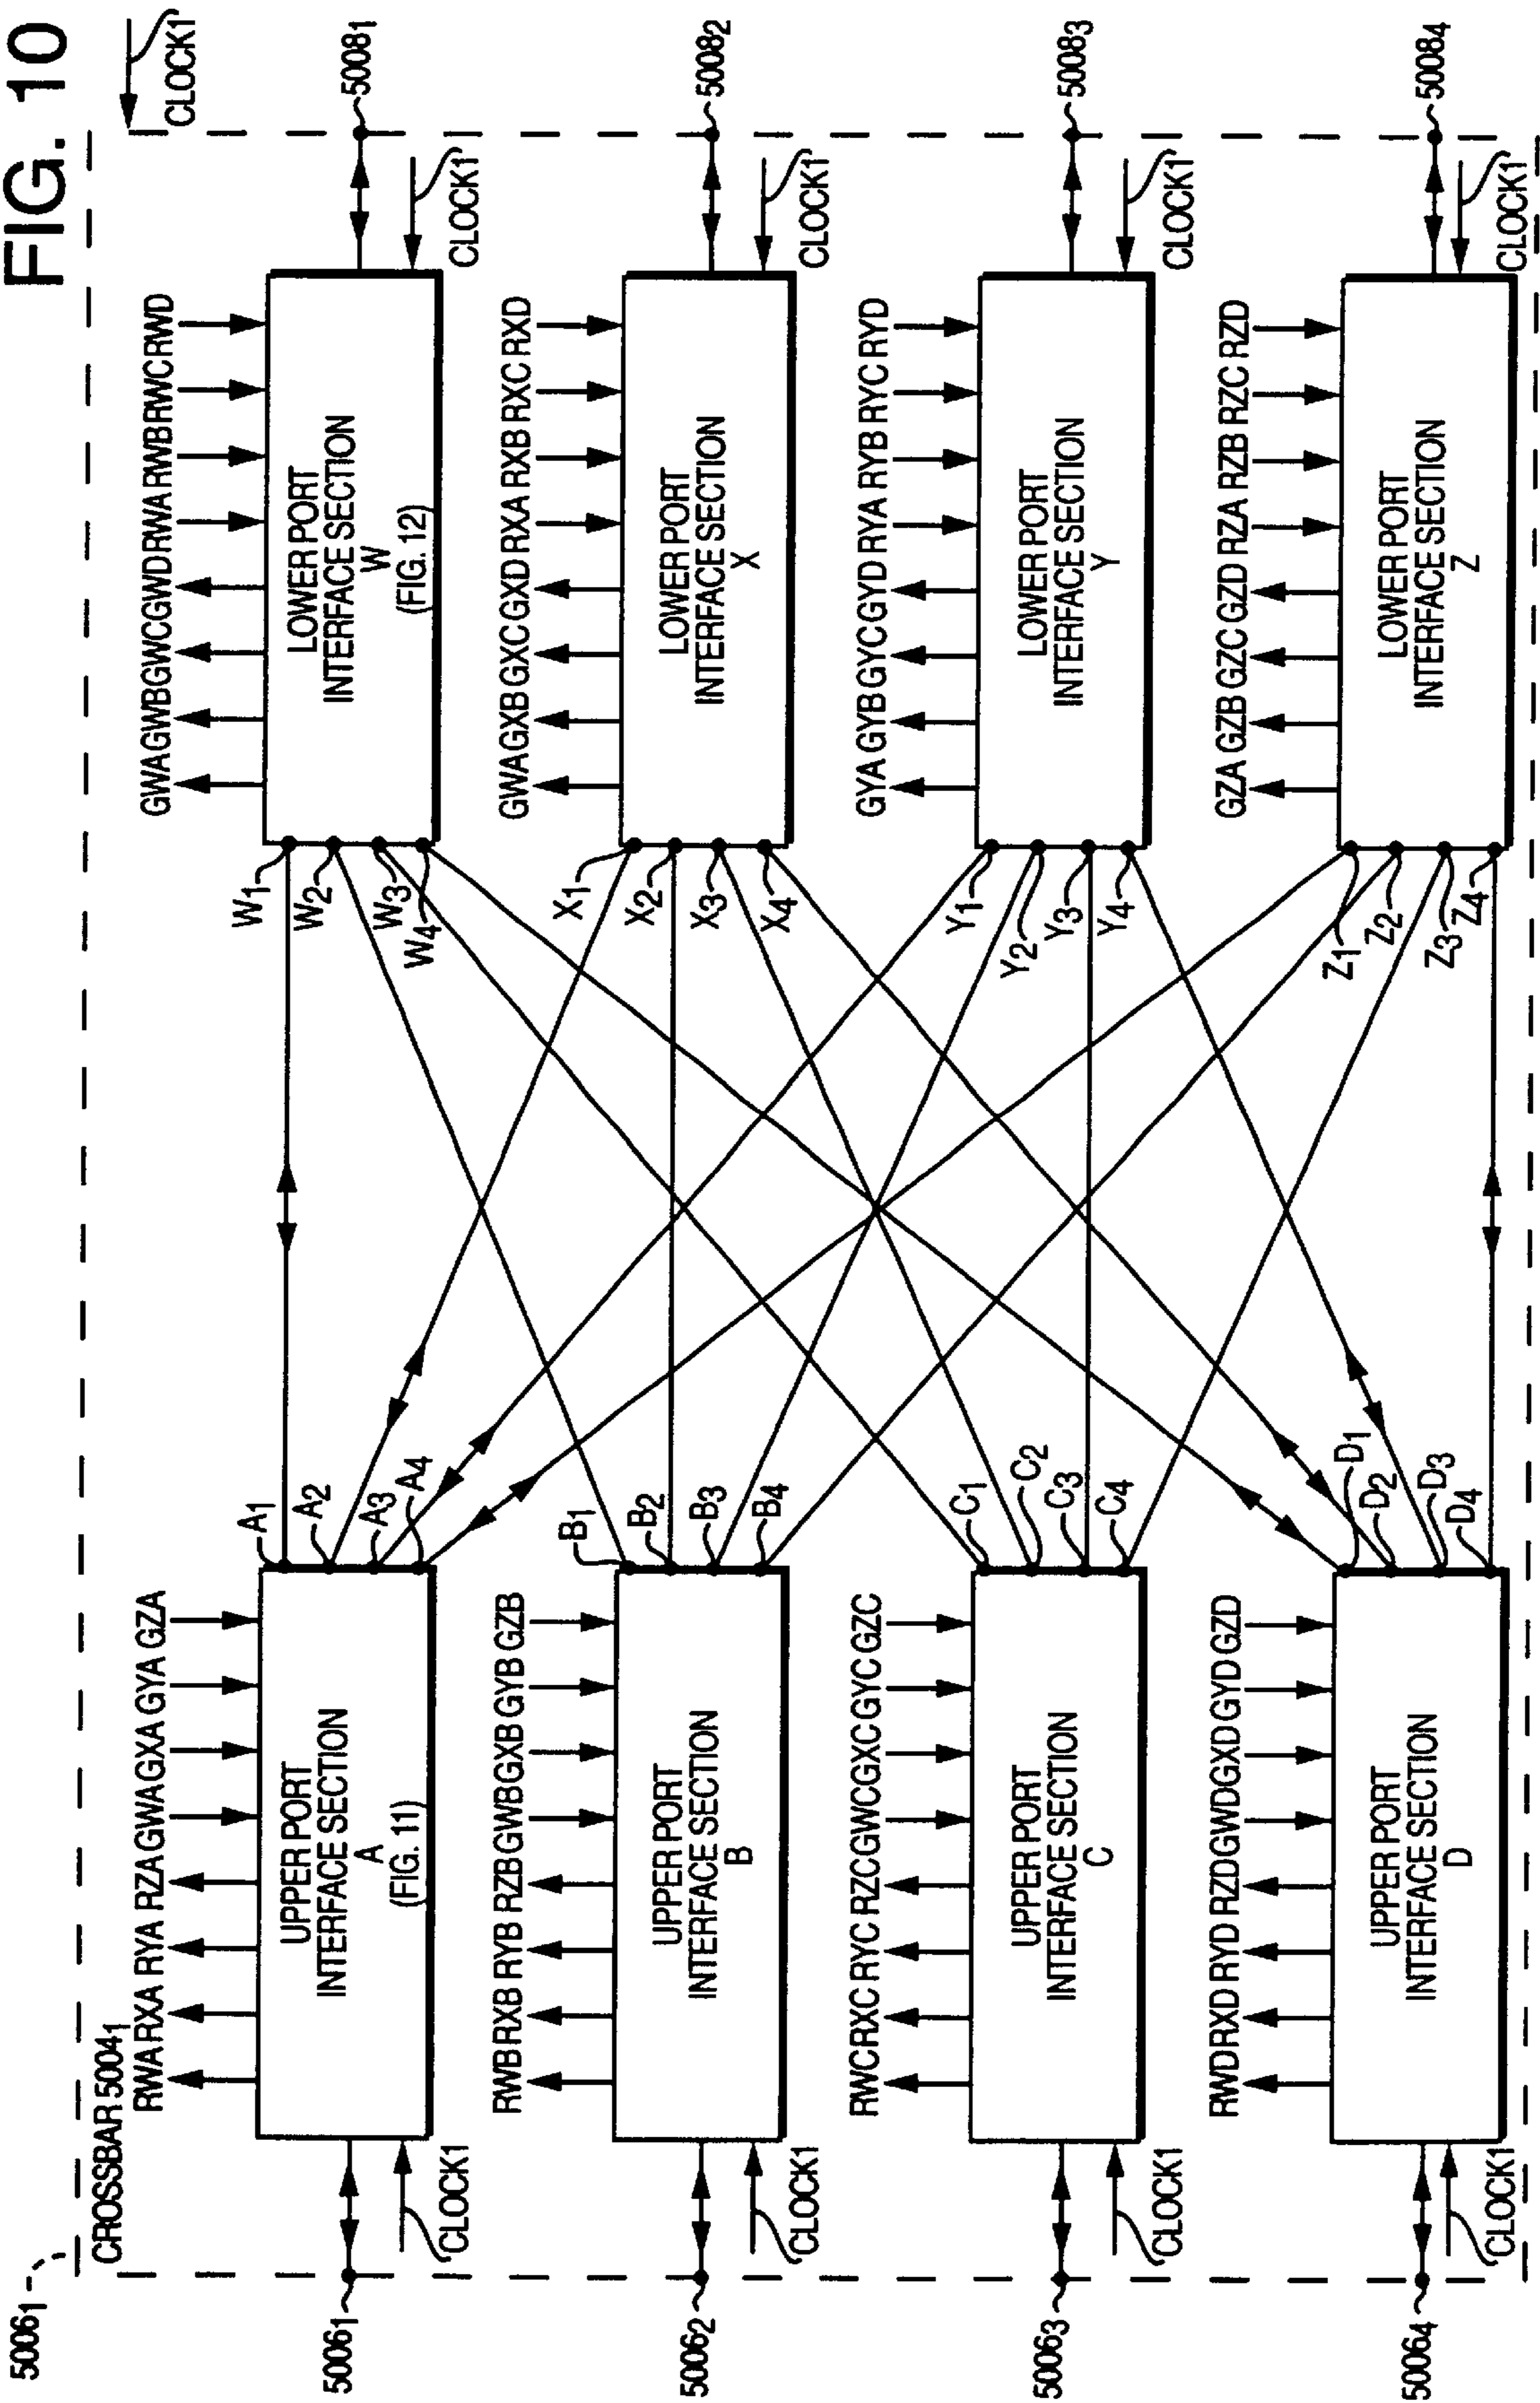 FIG. 10
CLOCK1
5006₁
CROSSBAR 5004₁
RWA RXA RYA RZA GWA GXA GYA GZA
GWA GWB GWC GWD RWA RWB RWC RWD
5006₁
CLOCK1
UPPER PORT
INTERFACE SECTION
A
(FIG. 11)
A₁
A₂
A₃
A₄
W₁
W₂
W₃
W₄
LOWER PORT
INTERFACE SECTION
W
(FIG. 12)
CLOCK1
5008₁
RWB RXB RYB RZB GWB GXB GYB GZB
GWA GXB GXC GXD RXA RXB RXC RXD
5006₂
CLOCK1
UPPER PORT
INTERFACE SECTION
B
B₁
B₂
B₃
B₄
X₁
X₂
X₃
X₄
LOWER PORT
INTERFACE SECTION
X
CLOCK1
5008₂
RWC RXC RYC RZC GWC GXC GYC GZC
GYA GYB GYC GYD RYA RYB RYC RYD
5006₃
CLOCK1
UPPER PORT
INTERFACE SECTION
C
C₁
C₂
C₃
C₄
Y₁
Y₂
Y₃
Y₄
LOWER PORT
INTERFACE SECTION
Y
CLOCK1
5008₃
RWD RXD RYD RZD GWD GXD GYD GZD
GZA GZB GZC GZD RZA RZB RZC RZD
5006₄
CLOCK1
UPPER PORT
INTERFACE SECTION
D
D₁
D₂
D₃
D₄
Z₁
Z₂
Z₃
Z₄
LOWER PORT
INTERFACE SECTION
Z
CLOCK1
5008₄